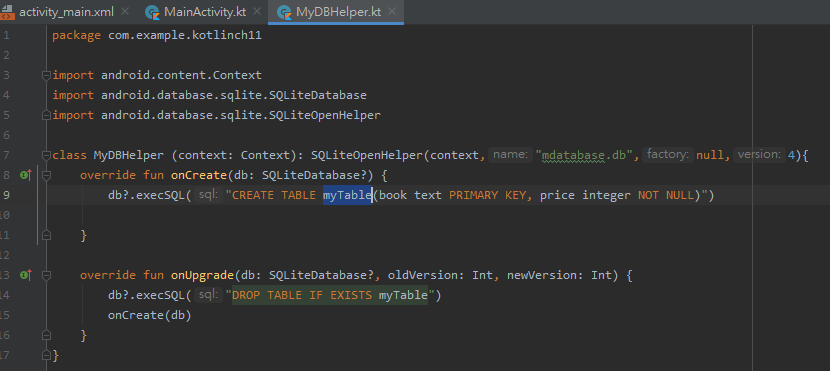 activity_main.xml MainActivity.kt MyDBHelper.kt
1 package com.example.kotlinch11
2
3 import android.content.Context
4 import android.database.sqlite.SQLiteDatabase
5 import android.database.sqlite.SQLiteOpenHelper
6
7 class MyDBHelper (context: Context): SQLiteOpenHelper(context, name: "mdatabase.db", factory: null, version: 4){
8 override fun onCreate(db: SQLiteDatabase?) {
9 db?.execSQL( sql: "CREATE TABLE myTable(book text PRIMARY KEY, price integer NOT NULL)")
10
11 }
12
13 override fun onUpgrade(db: SQLiteDatabase?, oldVersion: Int, newVersion: Int) {
14 db?.execSQL( sql: "DROP TABLE IF EXISTS myTable")
15 onCreate(db)
16 }
17 }